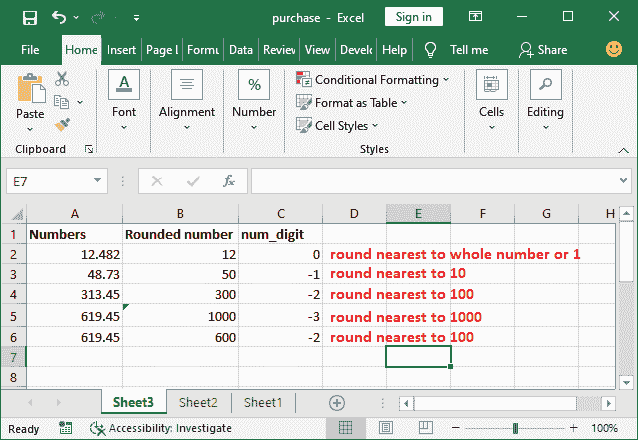 purchase - Excel
Sign in
File Home Insert Page l Formu Data Review View Develo Help Tell me Share
Paste Font Alignment Number Conditional Formatting Cells Editing
Format as Table
Cell Styles
Clipboard Styles
E7 fx
A B C D E F G H
1 Numbers Rounded number num_digit
2 12.482 12 0 round nearest to whole number or 1
3 48.73 50 -1 round nearest to 10
4 313.45 300 -2 round nearest to 100
5 619.45 1000 -3 round nearest to 1000
6 619.45 600 -2 round nearest to 100
7
8
Sheet3 Sheet2 Sheet1
Ready Accessibility: Investigate 100%